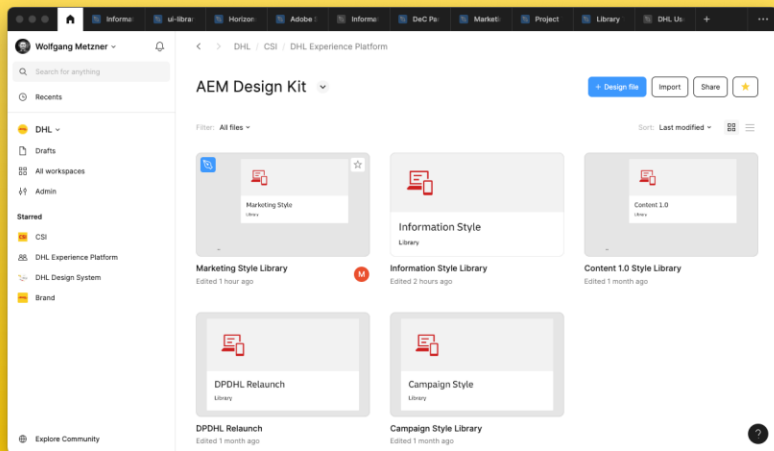 Informa
ui-librar
Horizon
Adobe
Informa
DeC Pa
Marketi
Project
Library
DHL Us
Wolfgang Metzner
DHL / CSI / DHL Experience Platform
Search for anything
AEM Design Kit
+ Design file
Import
Share
Recents
Filter: All files
Sort: Last modified
DHL
Drafts
All workspaces
Admin
Starred
CSI
DHL Experience Platform
DHL Design System
Brand
Marketing Style
Library
Marketing Style Library
Edited 1 hour ago
M
Information Style
Library
Information Style Library
Edited 2 hours ago
Content 1.0
Library
Content 1.0 Style Library
Edited 1 month ago
DPDHL Relaunch
Library
DPDHL Relaunch
Edited 1 month ago
Campaign Style
Library
Campaign Style Library
Edited 1 month ago
Explore Community
?